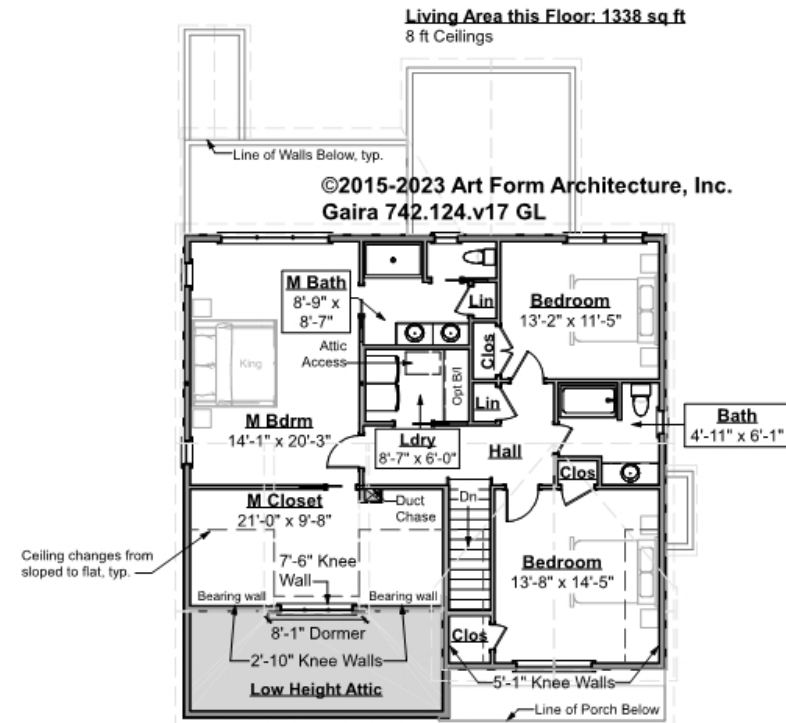 Living Area this Floor: 1338 sq ft
8 ft Ceilings
Line of Walls Below, typ.
©2015-2023 Art Form Architecture, Inc.
Gaira 742.124.v17 GL
M Bath
8'-9" x
8'-7"
Lin
Bedroom
13'-2" x 11'-5"
Clos
Attic
Access
King
Opt B/I
Lin
M Bdrm
14'-1" x 20'-3"
Ldry
8'-7" x 6'-0"
Hall
Bath
4'-11" x 6'-1"
Clos
M Closet
21'-0" x 9'-8"
Duct
Chase
Dn
Ceiling changes from
sloped to flat, typ.
7'-6" Knee
Wall
Bedroom
13'-8" x 14'-5"
Bearing wall
Bearing wall
8'-1" Dormer
Clos
2'-10" Knee Walls
5'-1" Knee Walls
Low Height Attic
Line of Porch Below